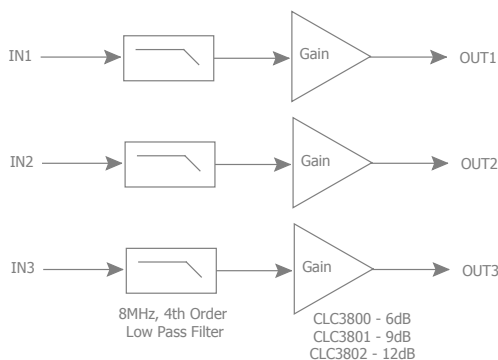 IN1
Gain
OUT1
IN2
Gain
OUT2
IN3
Gain
OUT3
8MHz, 4th Order
Low Pass Filter
CLC3800 - 6dB
CLC3801 - 9dB
CLC3802 - 12dB